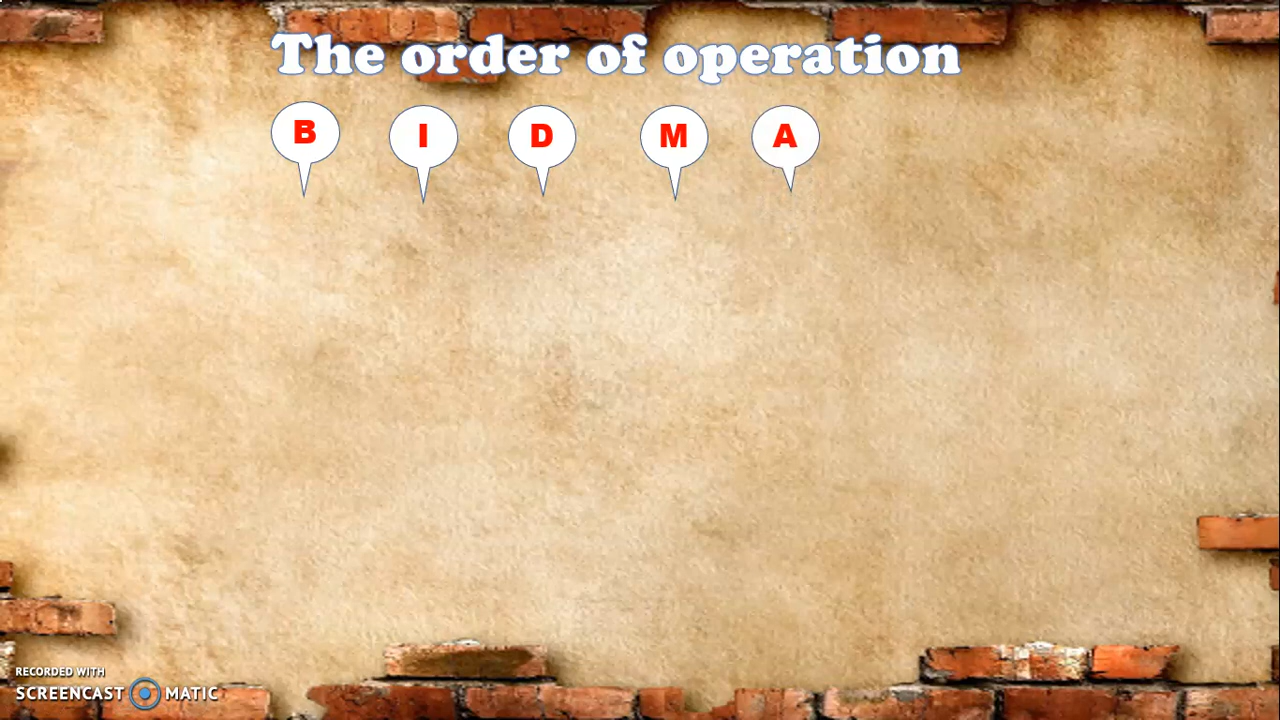 The order of operation
B I D M A
RECORDED WITH
SCREENCAST MATIC